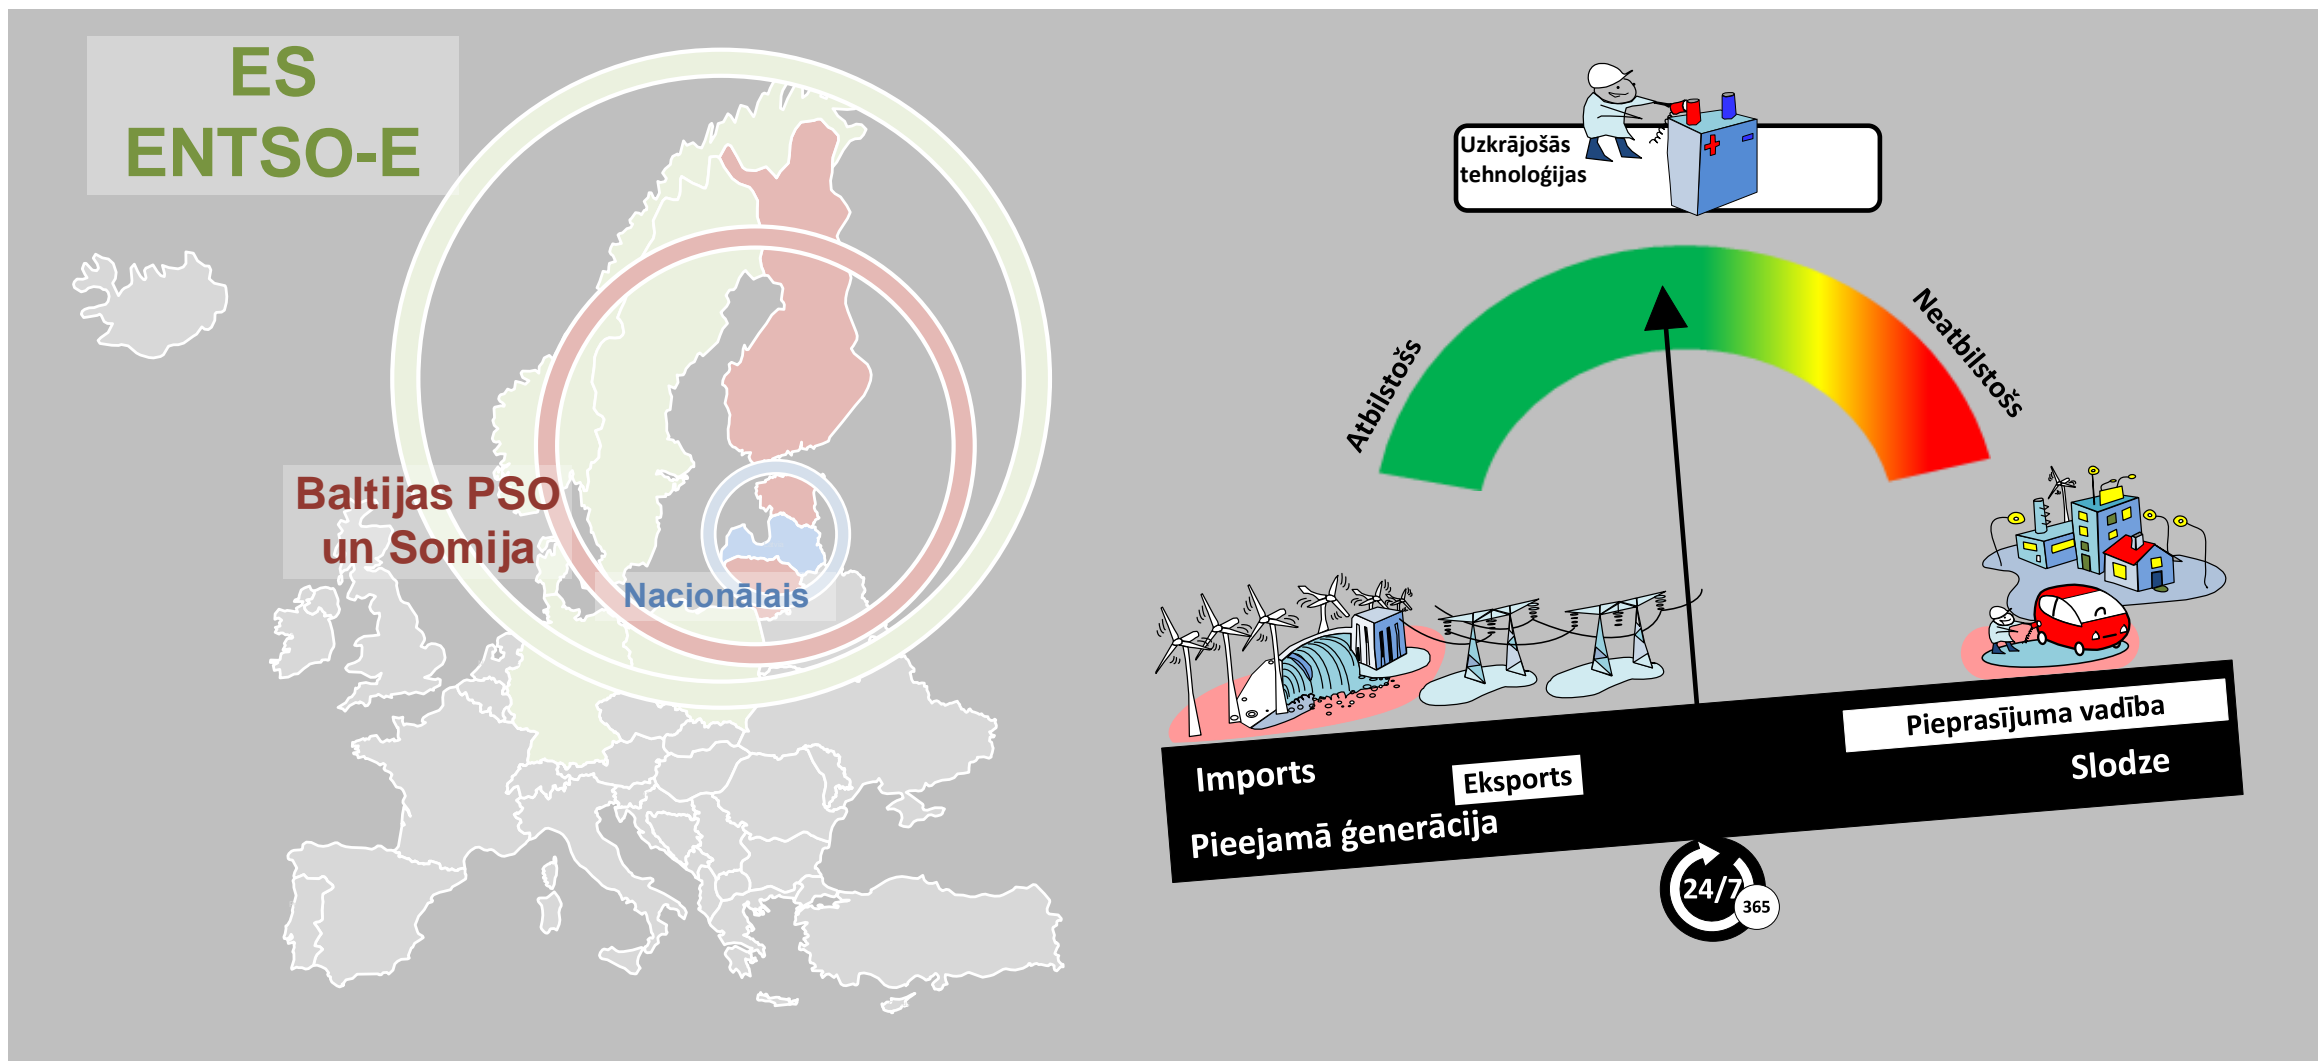 ES
ENTSO-E
Baltijas PSO
un Somija
Nacionālais
Uzkrājošās
tehnoloģijas
Atbilstošs
Neatbilstošs
Imports
Eksports
Pieejamā ģenerācija
Pieprasījuma vadība
Slodze
24/7
365